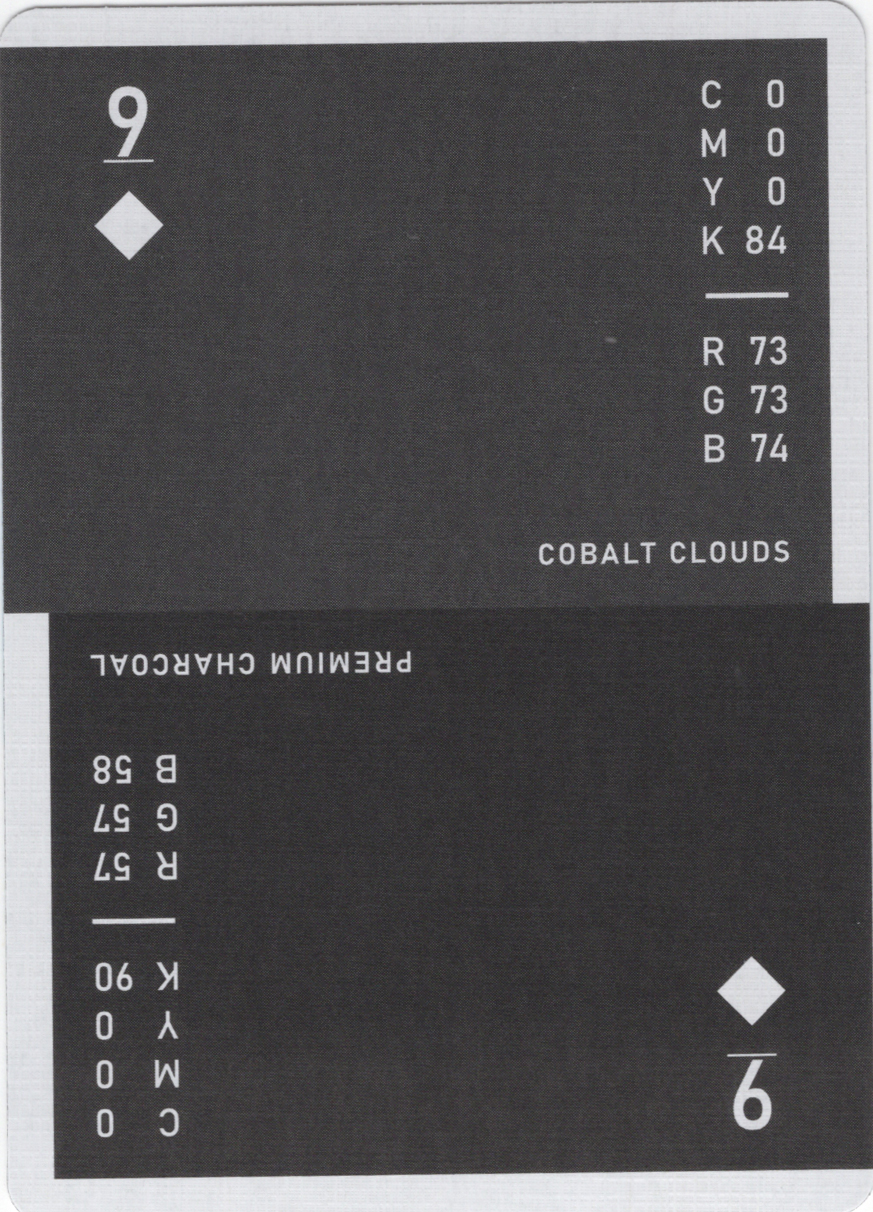 9
C 0
M 0
Y 0
K 84
R 73
G 73
B 74
COBALT CLOUDS
9
C 0
M 0
Y 0
K 90
R 57
G 57
B 58
PREMIUM CHARCOAL